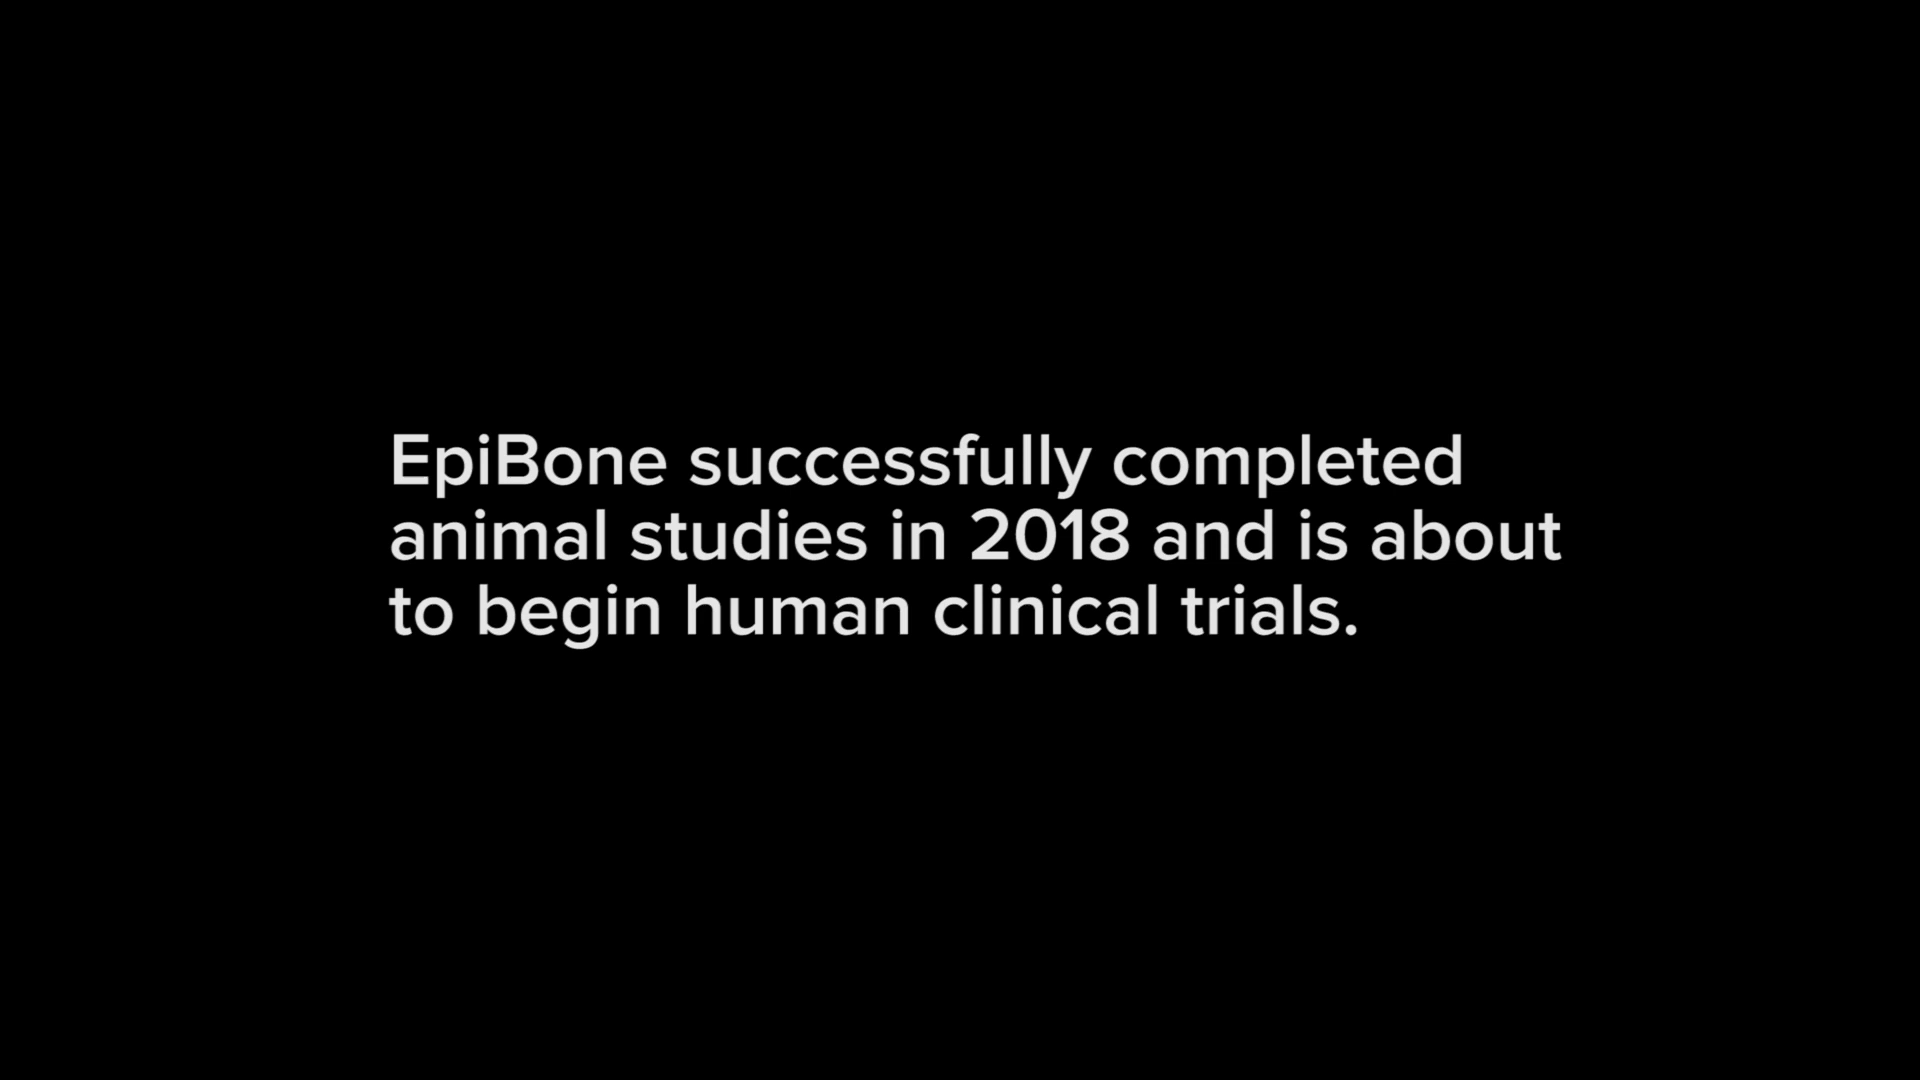 EpiBone successfully completed
animal studies in 2018 and is about
to begin human clinical trials.